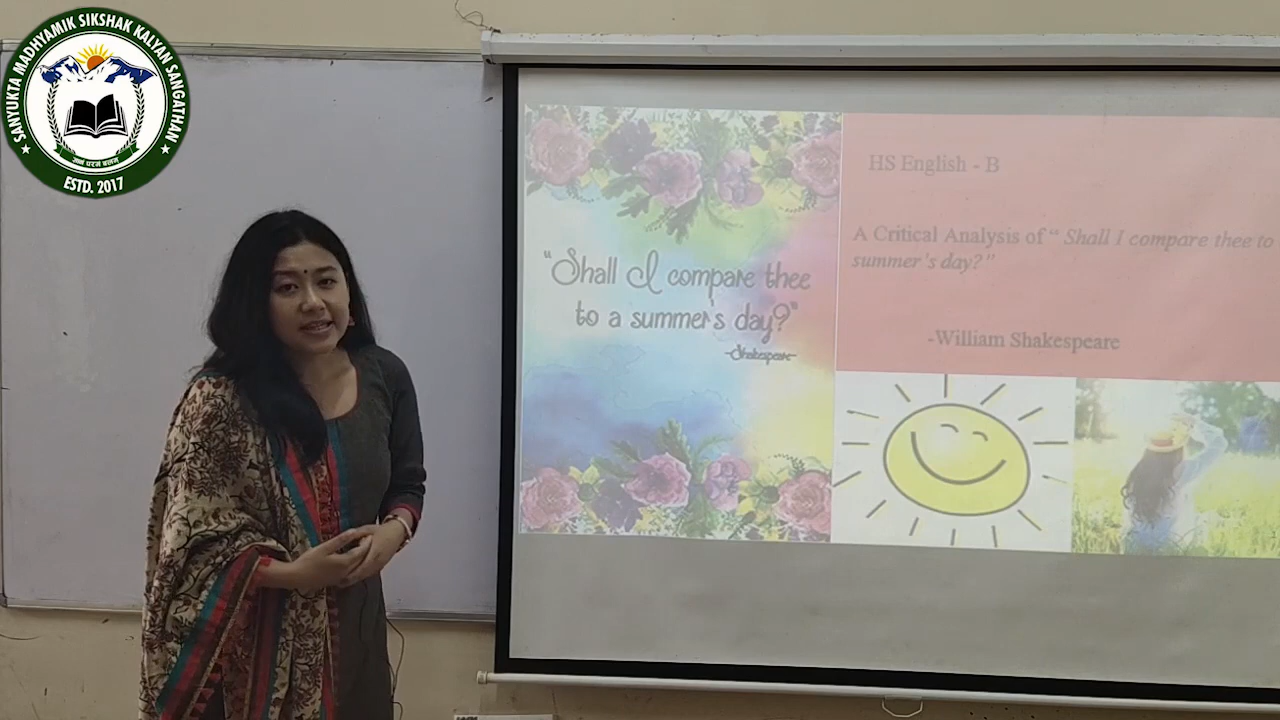 SANYUKTA MADHYAMIK SIKSHAK KALYAN SANGATHAN
ESTD. 2017
"Shall I compare thee
to a summer's day?"
-Shakespeare-
HS English - B
A Critical Analysis of “ Shall I compare thee to
summer 's day? ”
-William Shakespeare